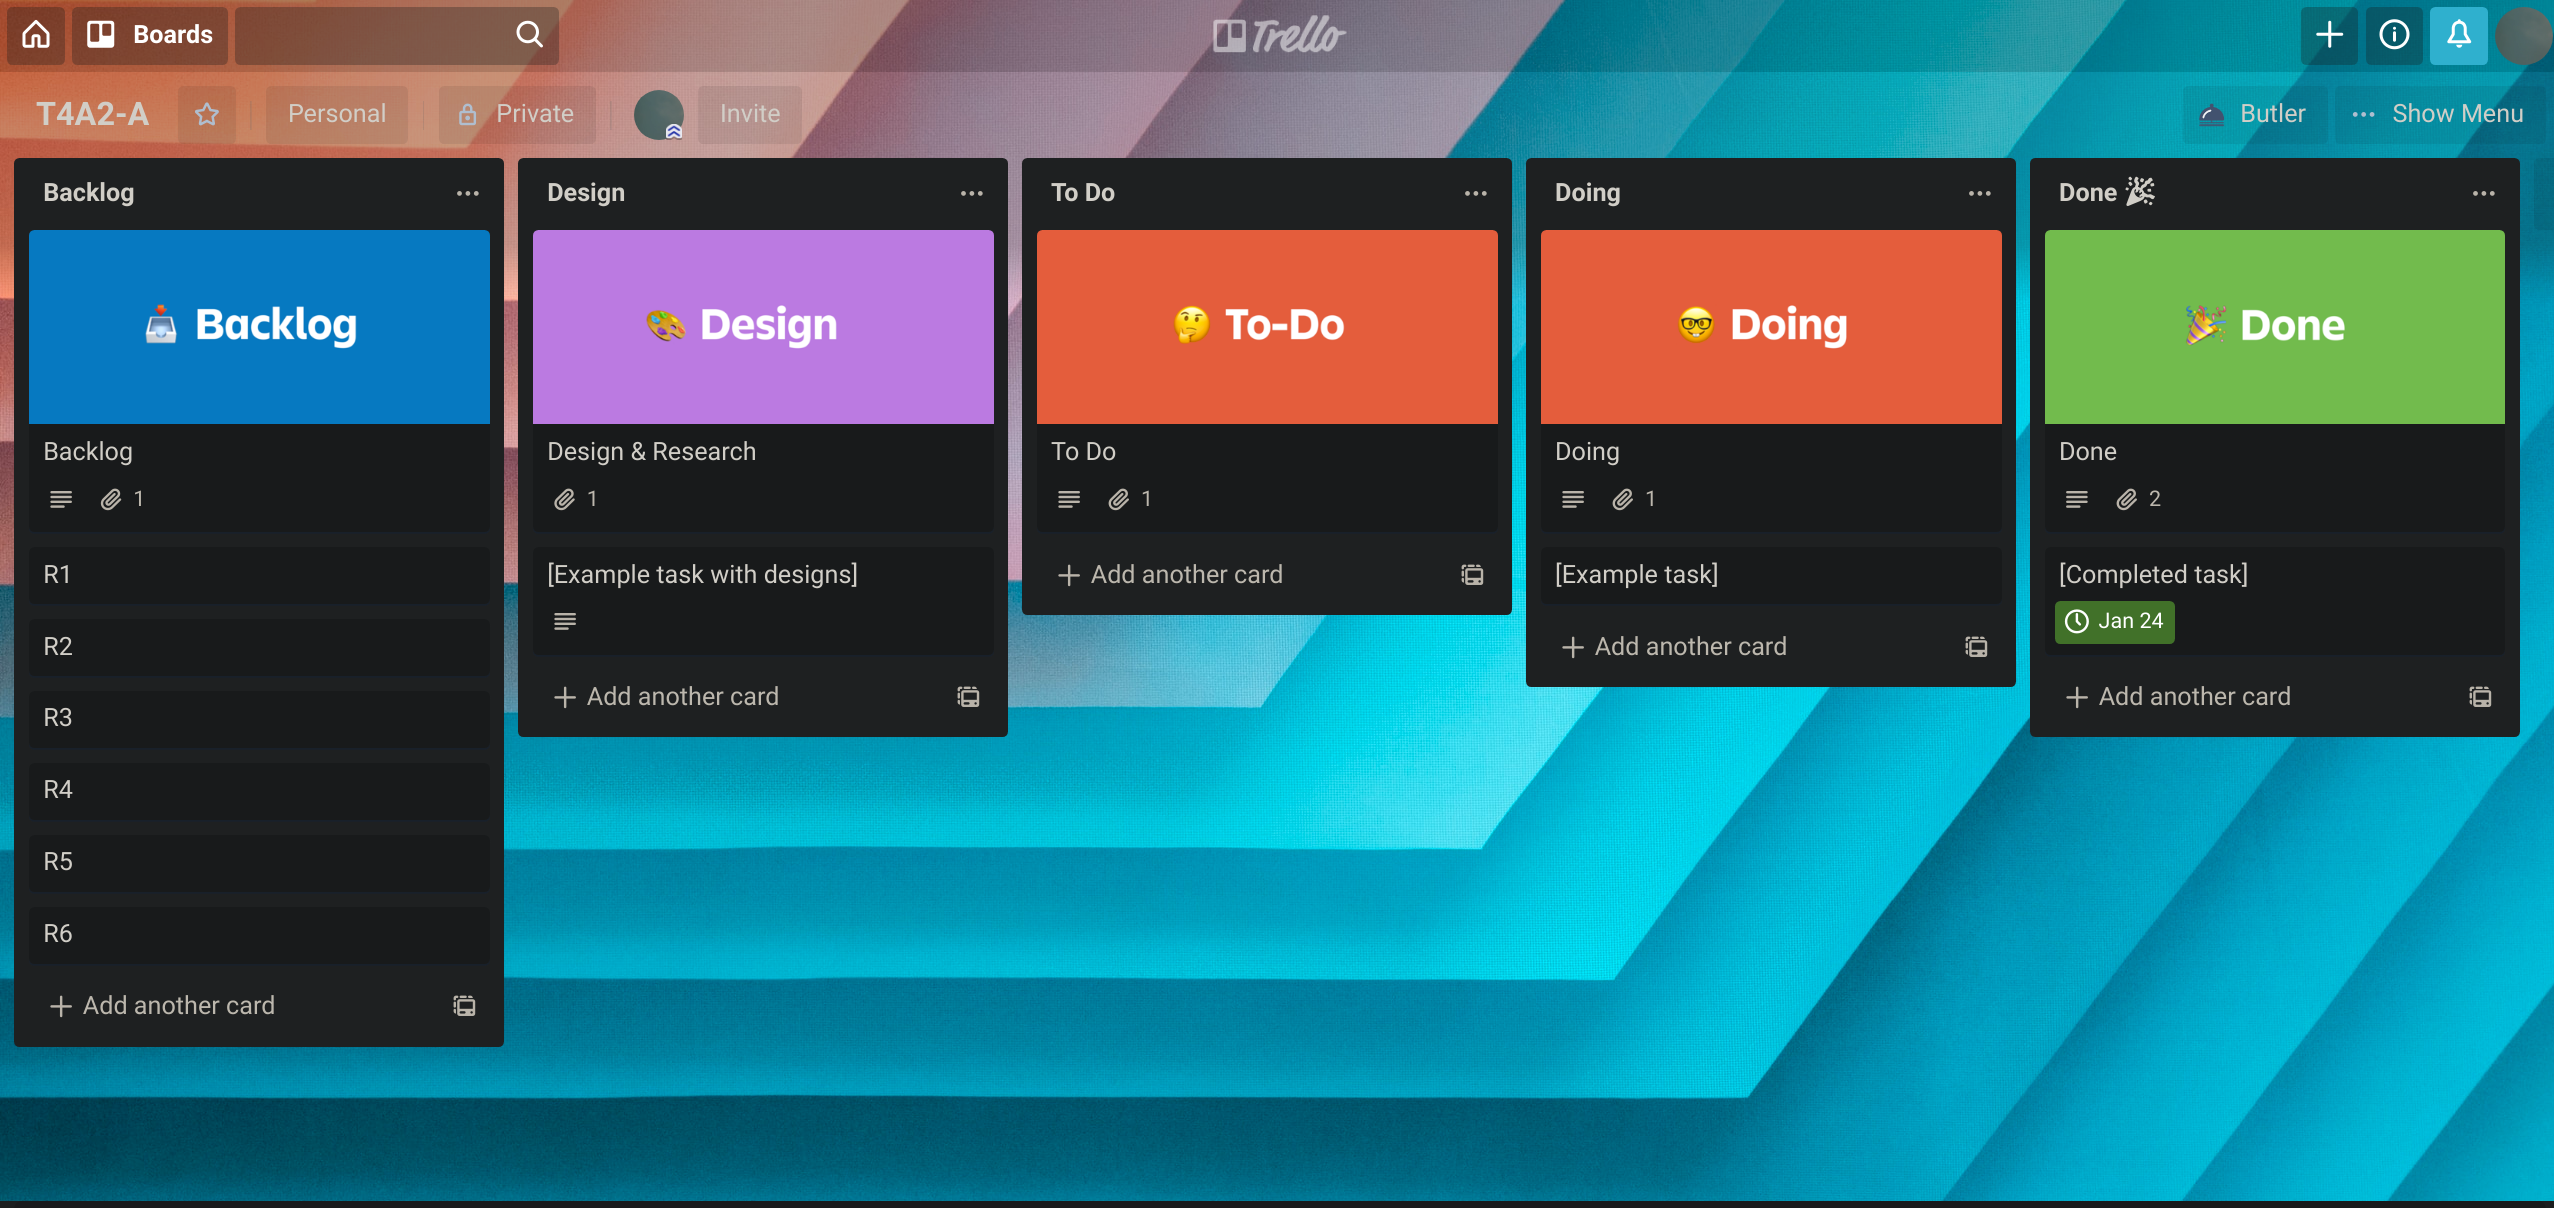 Boards
Trello
T4A2-A
Personal
Private
Invite
Butler
Show Menu
Backlog
Backlog
Backlog
1
R1
R2
R3
R4
R5
R6
Add another card
Design
Design
Design & Research
1
[Example task with designs]
Add another card
To Do
To-Do
To Do
1
Add another card
Doing
Doing
Doing
1
[Example task]
Add another card
Done
Done
Done
2
[Completed task]
Jan 24
Add another card